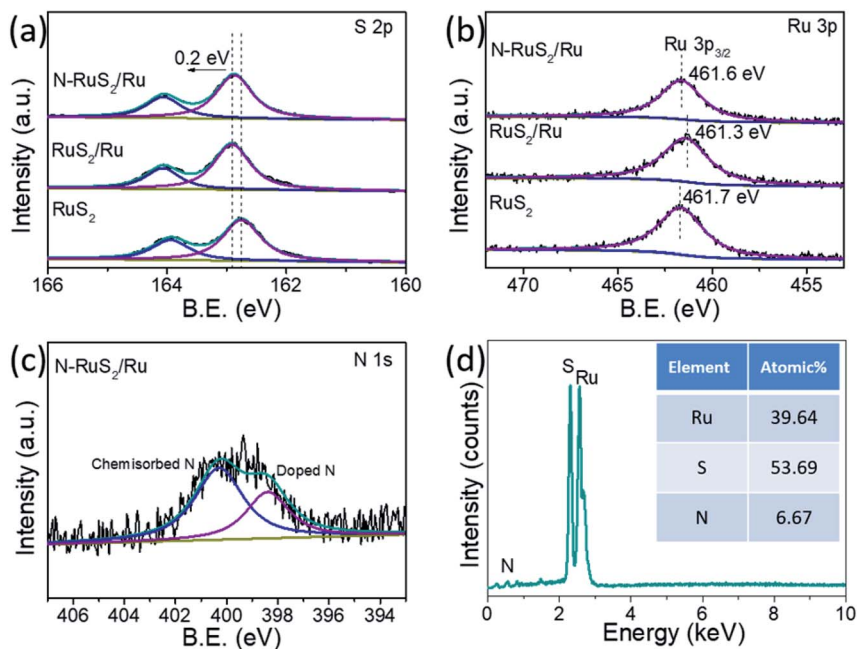 (a)
S 2p
N-RuS₂/Ru
0.2 eV
RuS₂/Ru
RuS₂
Intensity (a.u.)
166 164 162 160
B.E. (eV)
(b)
Ru 3p
N-RuS₂/Ru
Ru 3p₃/₂
461.6 eV
RuS₂/Ru
461.3 eV
RuS₂
461.7 eV
Intensity (a.u.)
470 465 460 455
B.E. (eV)
(c)
N-RuS₂/Ru
N 1s
Chemisorbed N
Doped N
Intensity (a.u.)
406 404 402 400 398 396 394
B.E. (eV)
(d)
S
Ru
N
Element Atomic%
Ru 39.64
S 53.69
N 6.67
Intensity (counts)
0 2 4 6 8 10
Energy (keV)